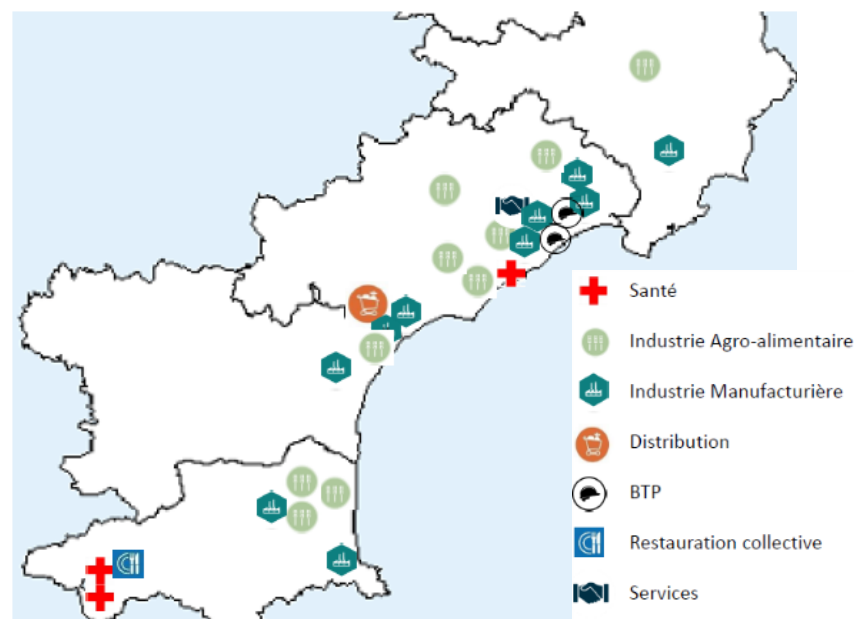 Santé
Industrie Agro-alimentaire
Industrie Manufacturière
Distribution
BTP
Restauration collective
Services